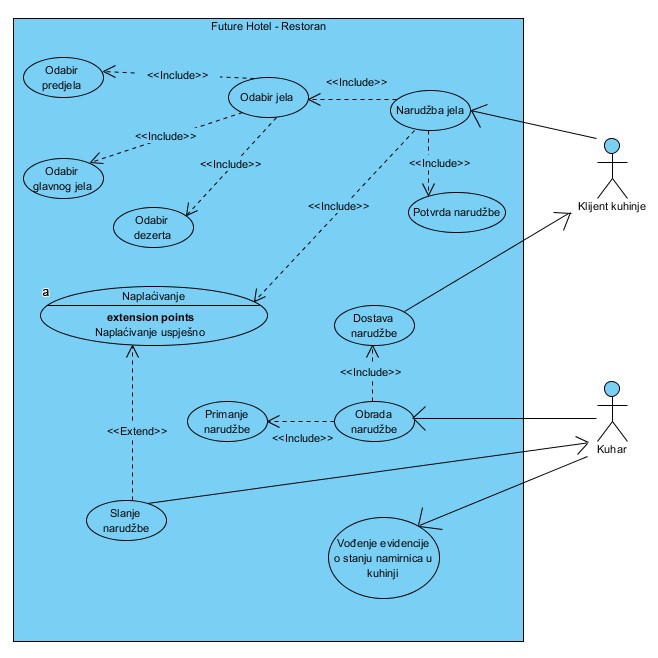 Future Hotel - Restoran
Odabir
predjela
<<Include>>
Odabir jela
<<Include>>
Narudžba jela
<<Include>>
Odabir
glavnog jela
<<Include>>
<<Include>>
Odabir
dezerta
<<Include>>
Potvrda narudžbe
Klijent kuhinje
a
Naplaćivanje
extension points
Naplaćivanje uspješno
Dostava
narudžbe
<<Include>>
Primanje
narudžbe
<<Include>>
Obrada
narudžbe
<<Extend>>
Kuhar
Slanje
narudžbe
Vođenje evidencije
o stanju namirnica u
kuhinji